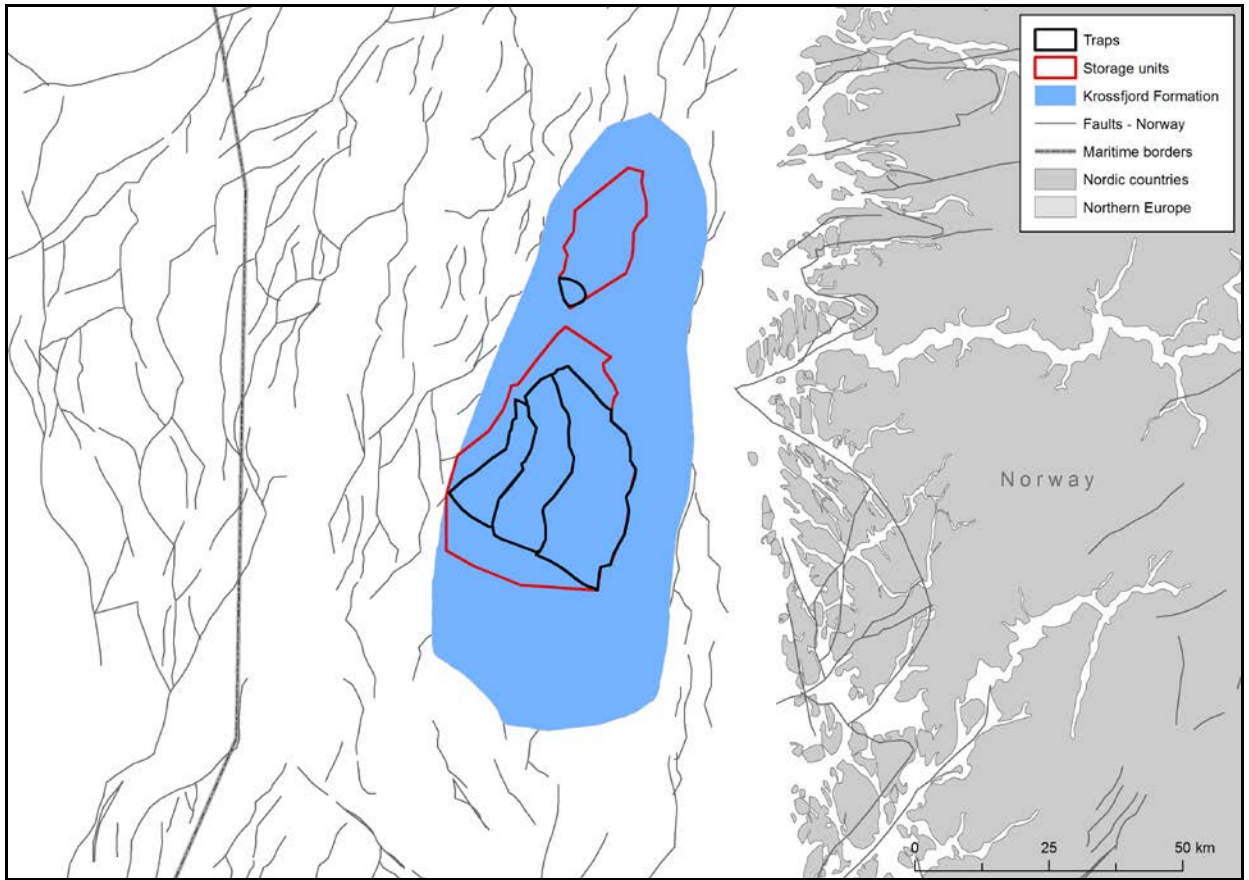 Traps
Storage units
Krossfjord Formation
Faults - Norway
Maritime borders
Nordic countries
Northern Europe
Norway
0 25 50 km